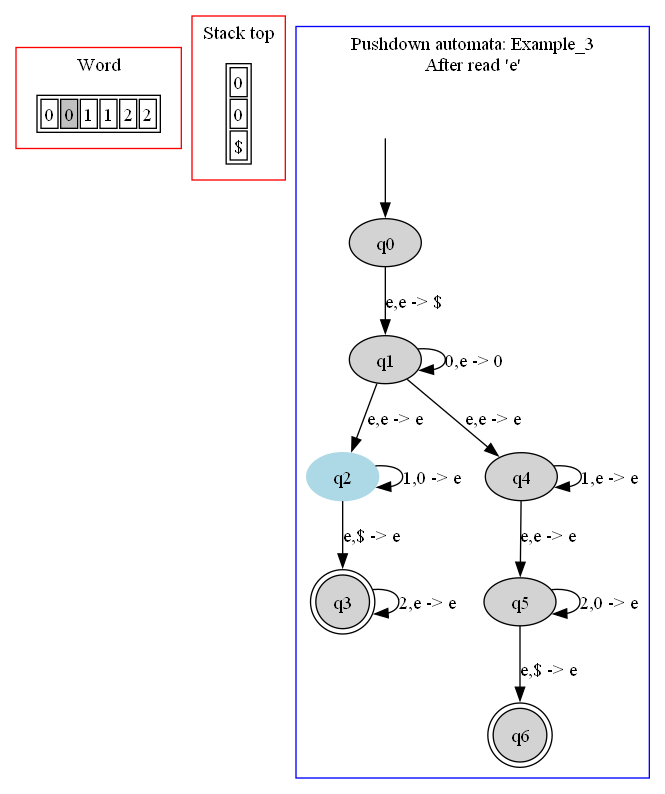 Word
0 0 1 1 2 2
Stack top
0
0
$
Pushdown automata: Example_3
After read 'e'
q0
e,e -> $
q1
0,e -> 0
e,e -> e
e,e -> e
q2
1,0 -> e
q4
1,e -> e
e,$ -> e
e,e -> e
q3
2,e -> e
q5
2,0 -> e
e,$ -> e
q6